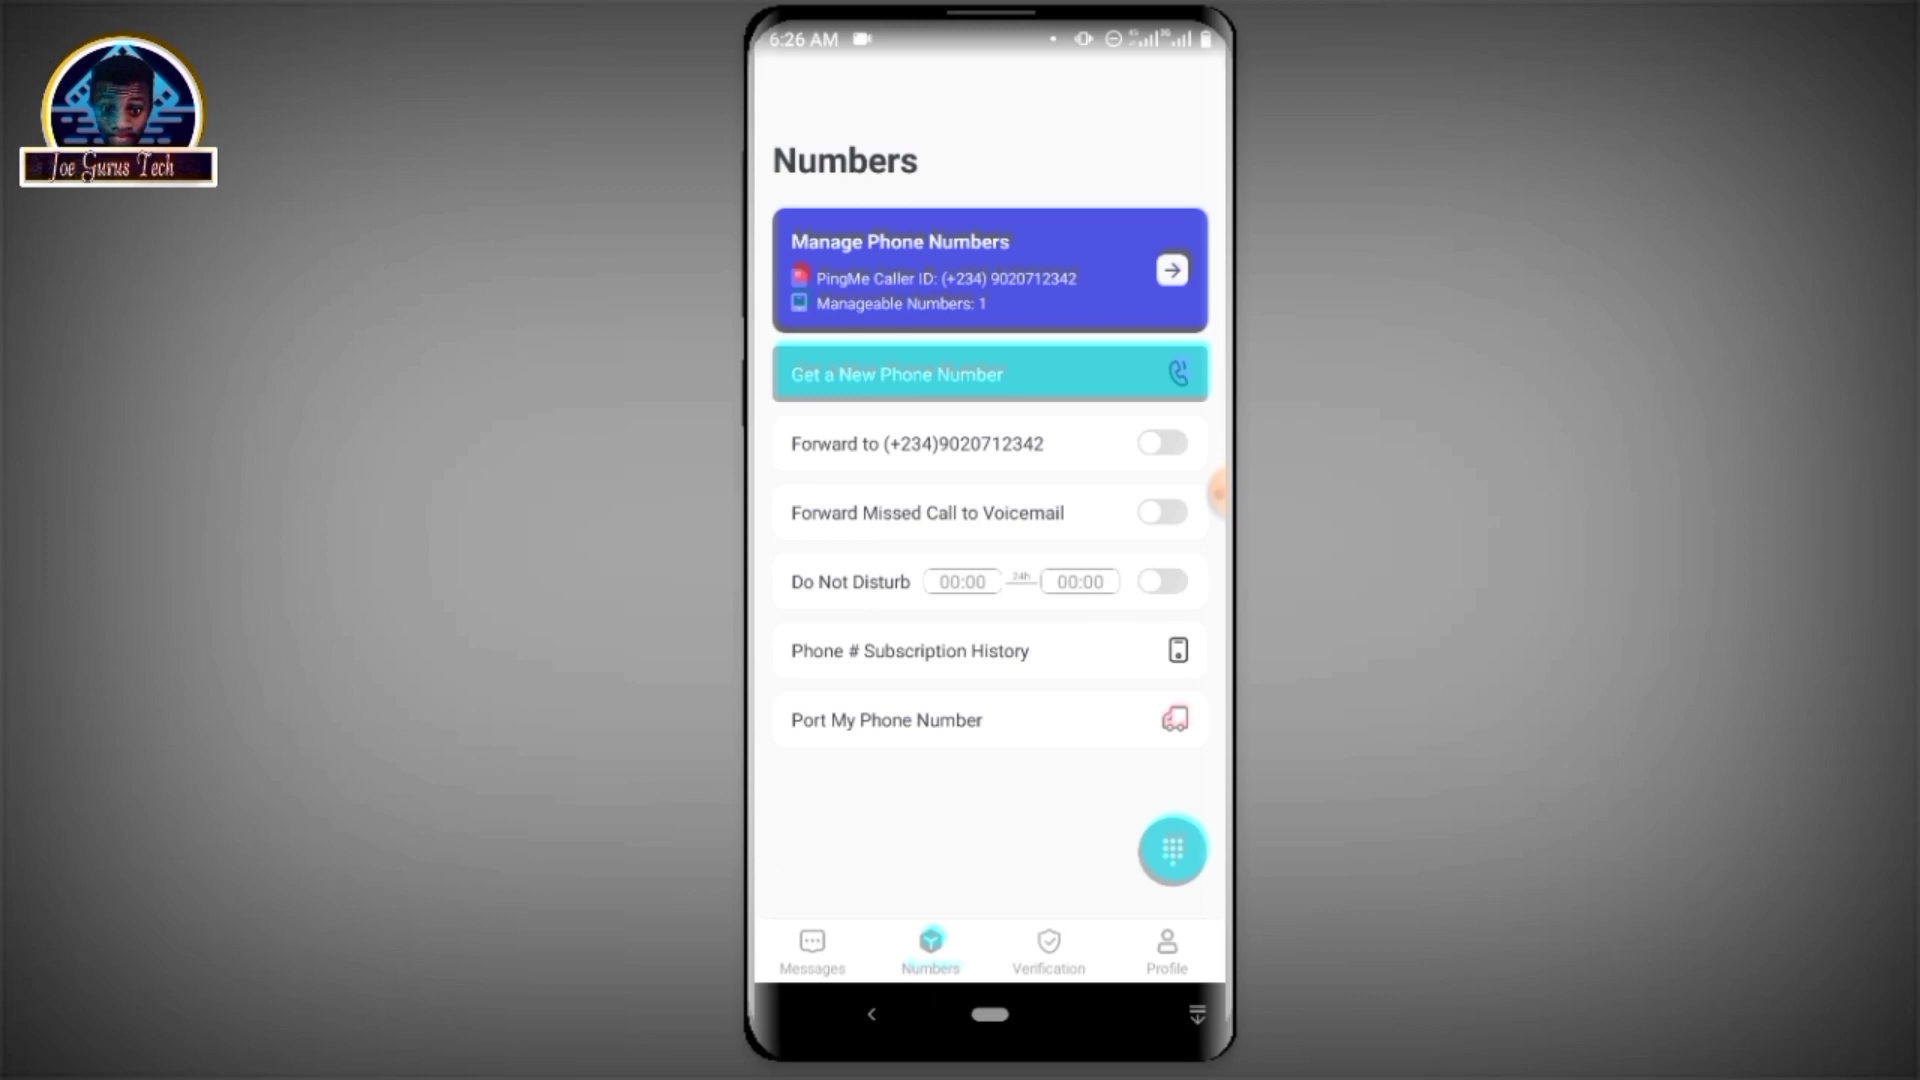 Joe Gurus Tech
6:26 AM
Numbers
Manage Phone Numbers
PingMe Caller ID: (+234) 9020712342
Manageable Numbers: 1
Get a New Phone Number
Forward to (+234)9020712342
Forward Missed Call to Voicemail
Do Not Disturb 00:00 24h 00:00
Phone # Subscription History
Port My Phone Number
Messages Numbers Verification Profile